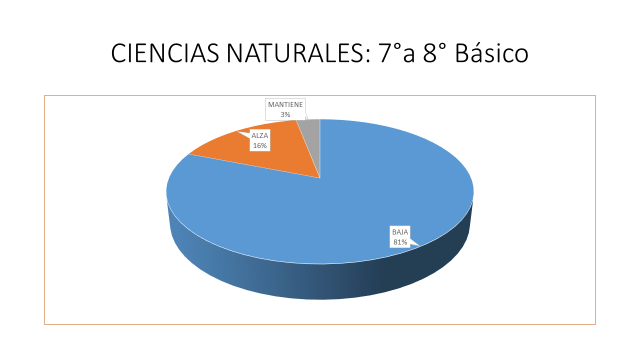 CIENCIAS NATURALES: 7°a 8° Básico
MANTIENE
3%
ALZA
16%
BAJA
81%